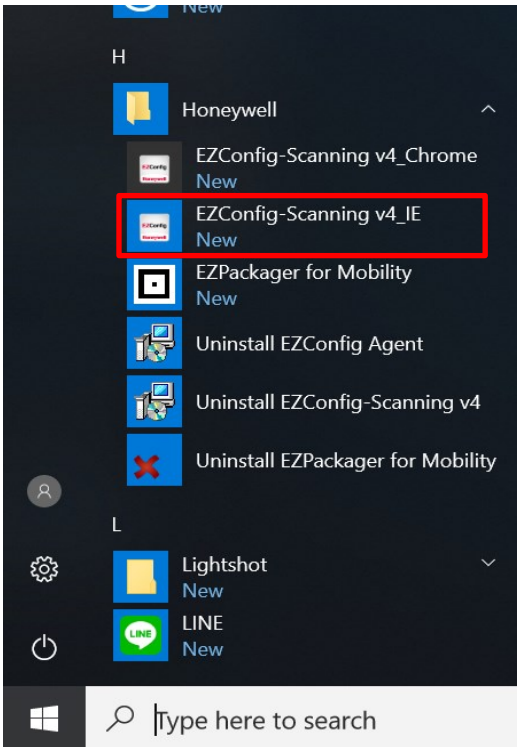 New
H
Honeywell
EZConfig-Scanning v4_Chrome
New
EZConfig-Scanning v4_IE
New
EZPackager for Mobility
New
Uninstall EZConfig Agent
Uninstall EZConfig-Scanning v4
Uninstall EZPackager for Mobility
L
Lightshot
New
LINE
LINE
New
Type here to search